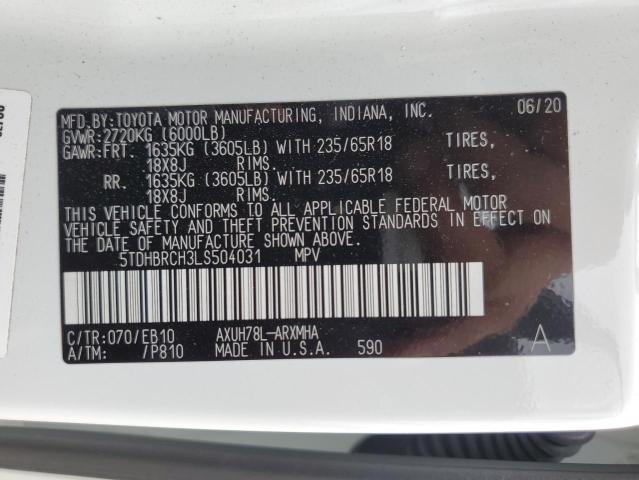 MFD.BY:TOYOTA MOTOR MANUFACTURING, INDIANA, INC. 06/20
GVWR:2720KG (6000LB)
GAWR:FRT. 1635KG (3605LB) WITH 235/65R18 TIRES,
18X8J RIMS.
RR. 1635KG (3605LB) WITH 235/65R18 TIRES,
18X8J RIMS.
THIS VEHICLE CONFORMS TO ALL APPLICABLE FEDERAL MOTOR
VEHICLE SAFETY AND THEFT PREVENTION STANDARDS IN EFFECT
ON THE DATE OF MANUFACTURE SHOWN ABOVE.
5TDHBRCH3LS504031 MPV
C/TR:070/EB10 AXUH78L-ARXMHA
A/TM: /P810 MADE IN U.S.A. 590 A